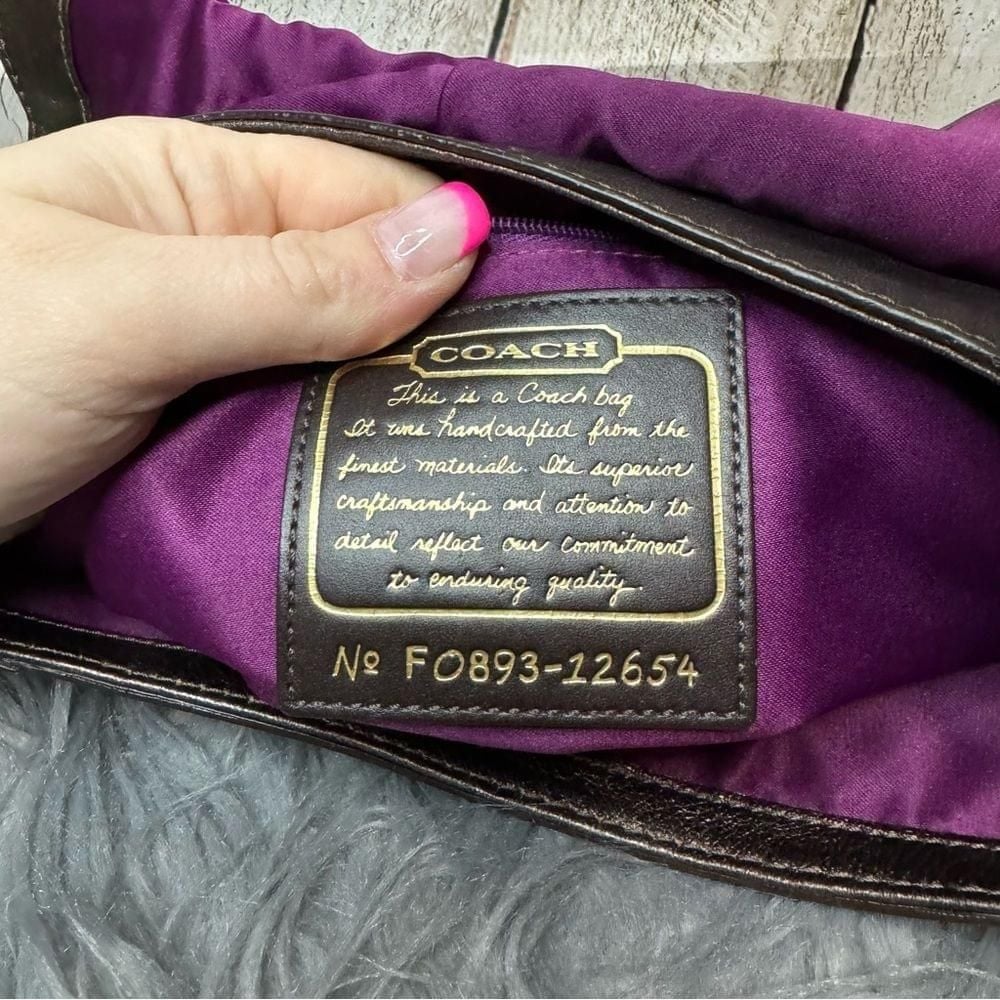 COACH
This is a Coach bag
It was handcrafted from the
finest materials. Its superior
craftsmanship and attention to
detail reflect our commitment
to enduring quality.
Nº F0893-12654